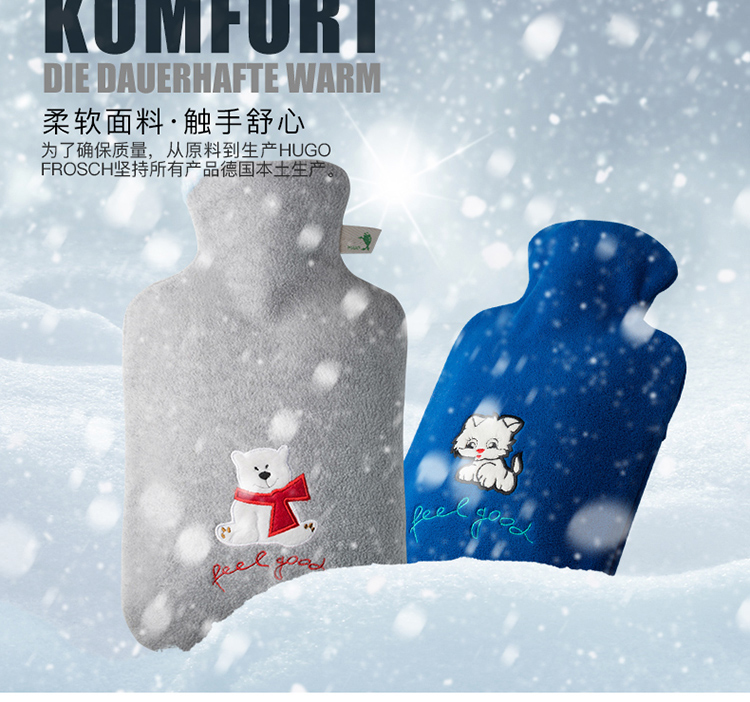 KOMFORT
DIE DAUERHAFTE WARM
柔软面料·触手舒心
为了确保质量，从原料到生产HUGO
FROSCH坚持所有产品德国本土生产。
feel good
feel good